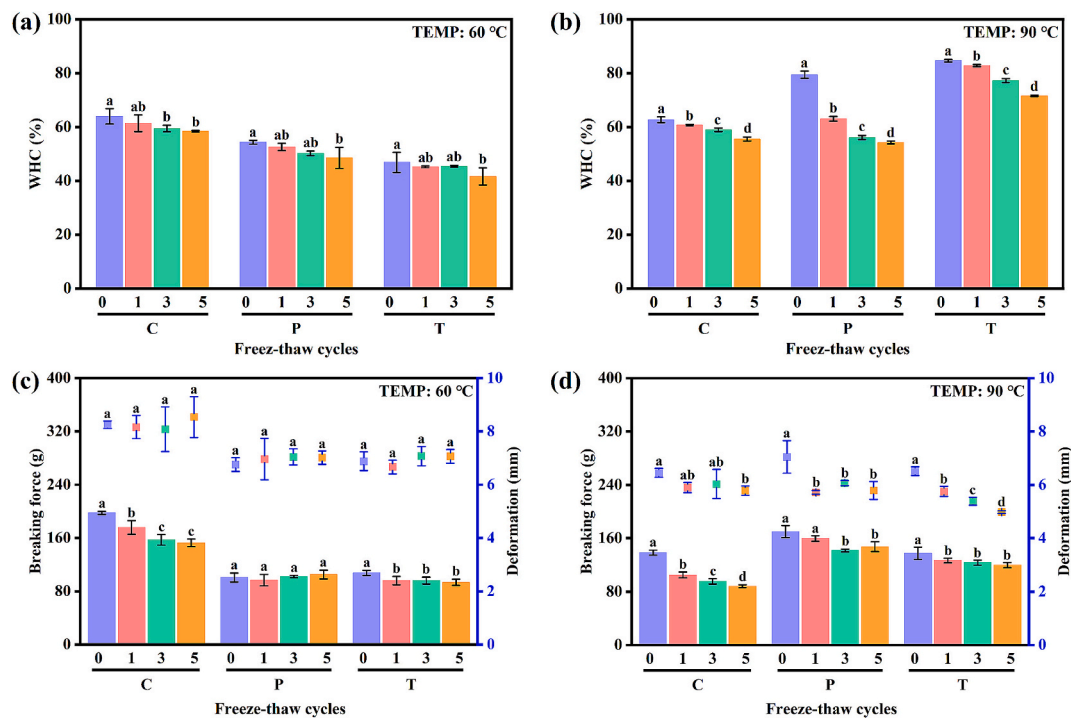 (a)
TEMP: 60 °C
WHC (%)
100
80
60
40
20
0
a ab b b
a ab ab b
a ab ab b
0 1 3 5 0 1 3 5 0 1 3 5
C P T
Freez-thaw cycles
(b)
TEMP: 90 °C
WHC (%)
100
80
60
40
20
0
a b c d
a b c d
a b c d
0 1 3 5 0 1 3 5 0 1 3 5
C P T
Freez-thaw cycles
(c)
TEMP: 60 °C
Breaking force (g)
400
320
240
160
80
0
a a a a
a a a a
a a a a
a b c c
a a a a
a b b b
Deformation (mm)
10
8
6
4
2
0
0 1 3 5 0 1 3 5 0 1 3 5
C P T
Freeze-thaw cycles
(d)
TEMP: 90 °C
Breaking force (g)
400
320
240
160
80
0
a ab ab b
a b b b
a b c d
a b c d
a a b b
a b b b
Deformation (mm)
10
8
6
4
2
0
0 1 3 5 0 1 3 5 0 1 3 5
C P T
Freeze-thaw cycles